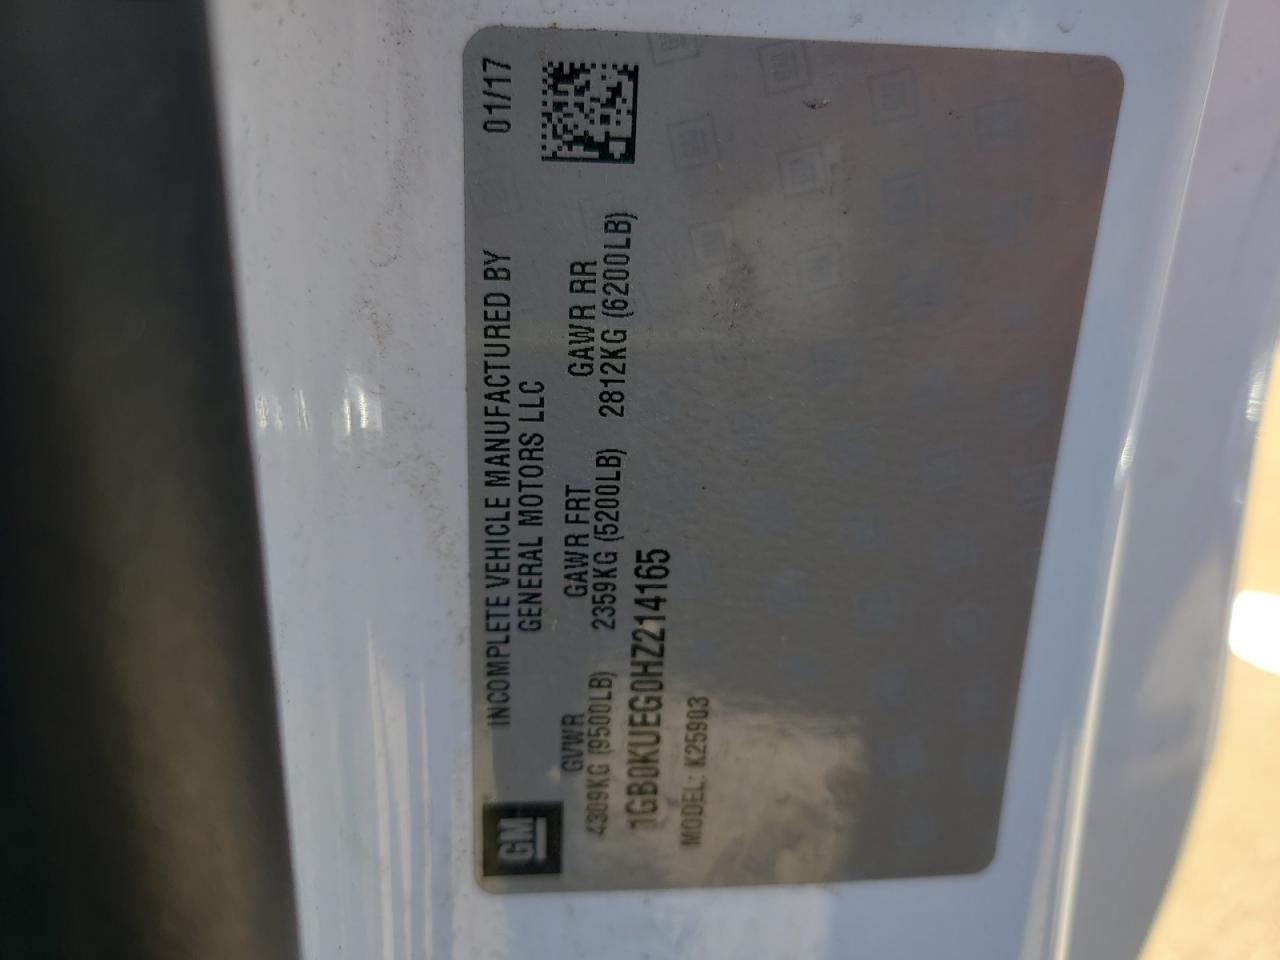 GM
INCOMPLETE VEHICLE MANUFACTURED BY 01/17
GENERAL MOTORS LLC
GVWR GAWR FRT GAWR RR
4309KG (9500LB) 2359KG (5200LB) 2812KG (6200LB)
1GB0KUEG0HZ214165
MODEL: K25903